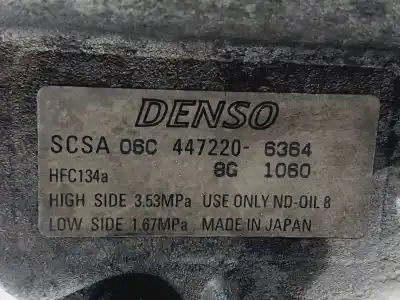 DENSO
SCSA 06C 447220- 6364
HFC134a 8G 1060
HIGH SIDE 3.53MPa USE ONLY ND-OIL 8
LOW SIDE 1.67MPa MADE IN JAPAN